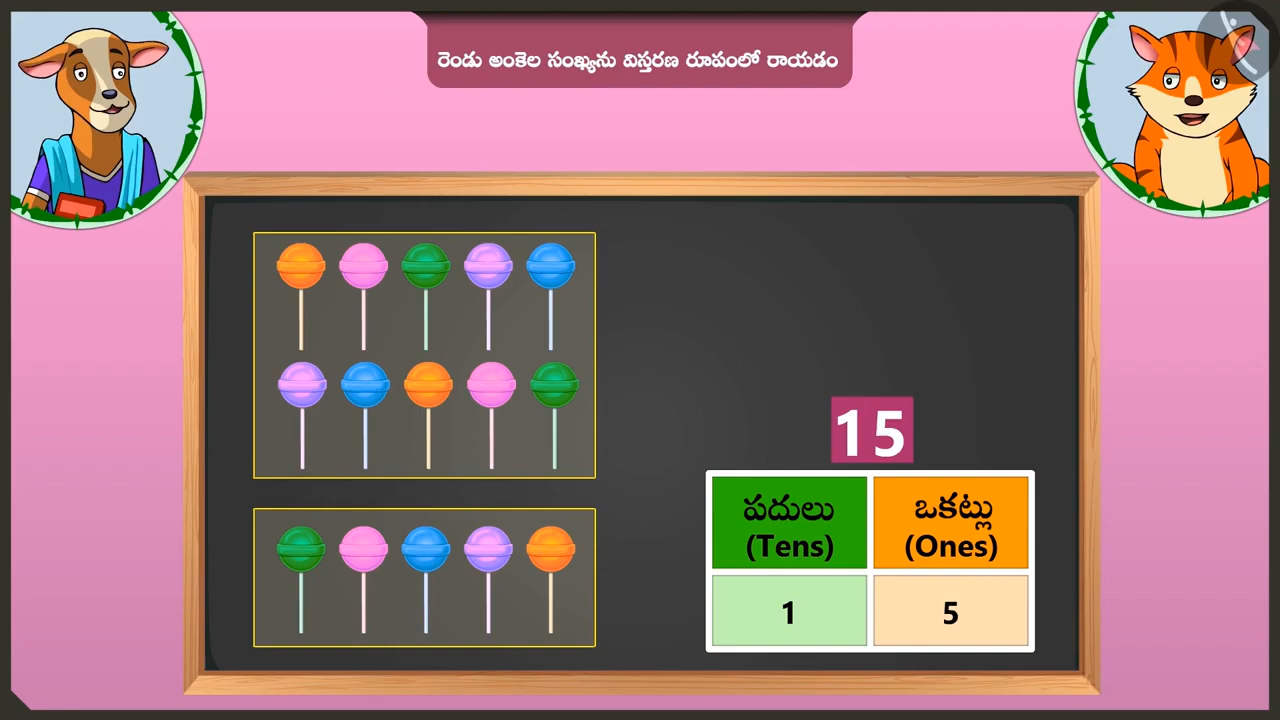 రెండు అంకెల సంఖ్యను విస్తరణ రూపంలో రాయడం
15
పదులు ఒకట్లు
(Tens) (Ones)
1 5